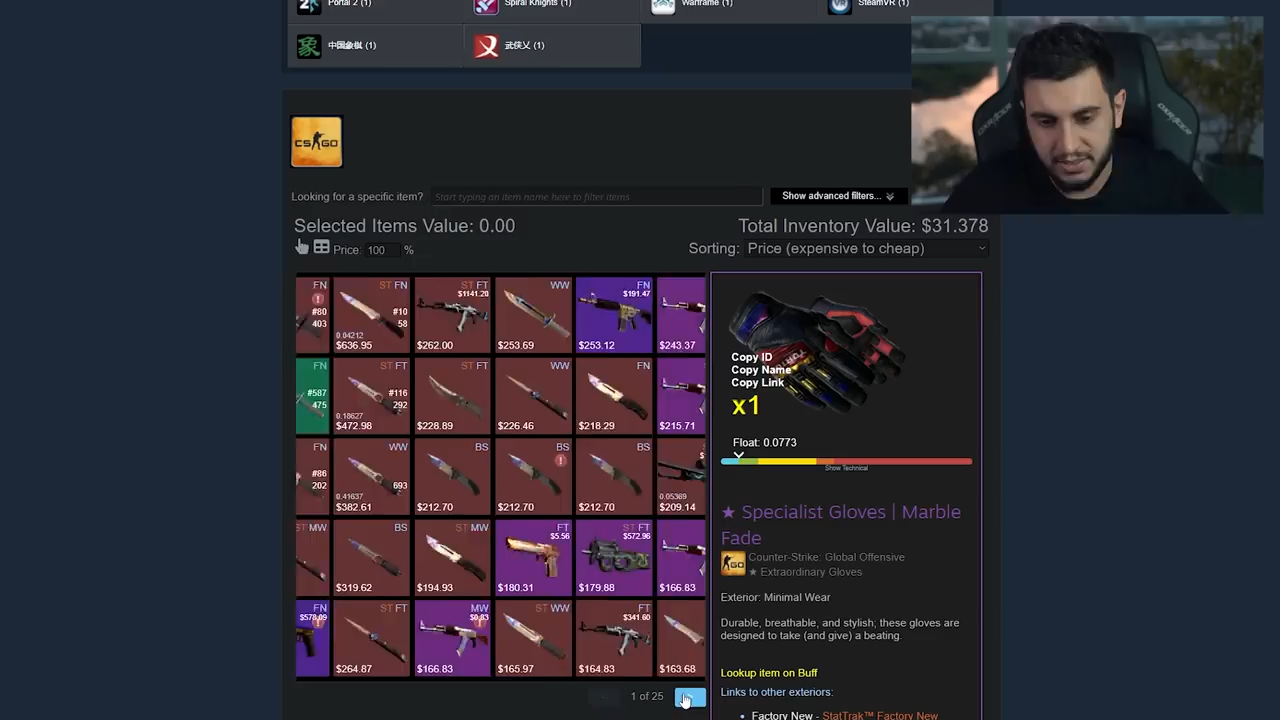 Portal 2 (1)
Spiral Knights (1)
Warframe (1)
SteamVR (1)
中国象棋 (1)
武侠乂 (1)
CS GO
Looking for a specific item?
Start typing an item name here to filter items
Show advanced filters...
Selected Items Value: 0.00
Total Inventory Value: $31.378
Price: 100 %
Sorting: Price (expensive to cheap)
FN
#80
403
ST FN
#10
58
0.04212
$636.95
ST FT
$1141.20
$262.00
WW
$253.69
FN
$191.47
$253.12
$243.37
FN
#587
475
ST FT
#116
292
0.18627
$472.98
$228.89
WW
$226.46
FN
$218.29
$215.71
FN
#86
202
WW
693
0.41637
$382.61
BS
$212.70
BS
$212.70
BS
$212.70
0.05369
$209.14
ST MW
BS
$319.62
ST MW
$194.93
FT
$5.56
$180.31
ST FT
$572.96
$179.88
$166.83
FN
$578.09
ST FT
$264.87
MW
$0.83
$166.83
ST WW
$165.97
FT
$341.60
$164.83
$163.68
1 of 25
Copy ID
Copy Name
Copy Link
x1
Float: 0.0773
Show Technical
★ Specialist Gloves | Marble
Fade
Counter-Strike: Global Offensive
★ Extraordinary Gloves
Exterior: Minimal Wear
Durable, breathable, and stylish; these gloves are
designed to take (and give) a beating.
Lookup item on Buff
Links to other exteriors:
• Factory New - StatTrak™ Factory New